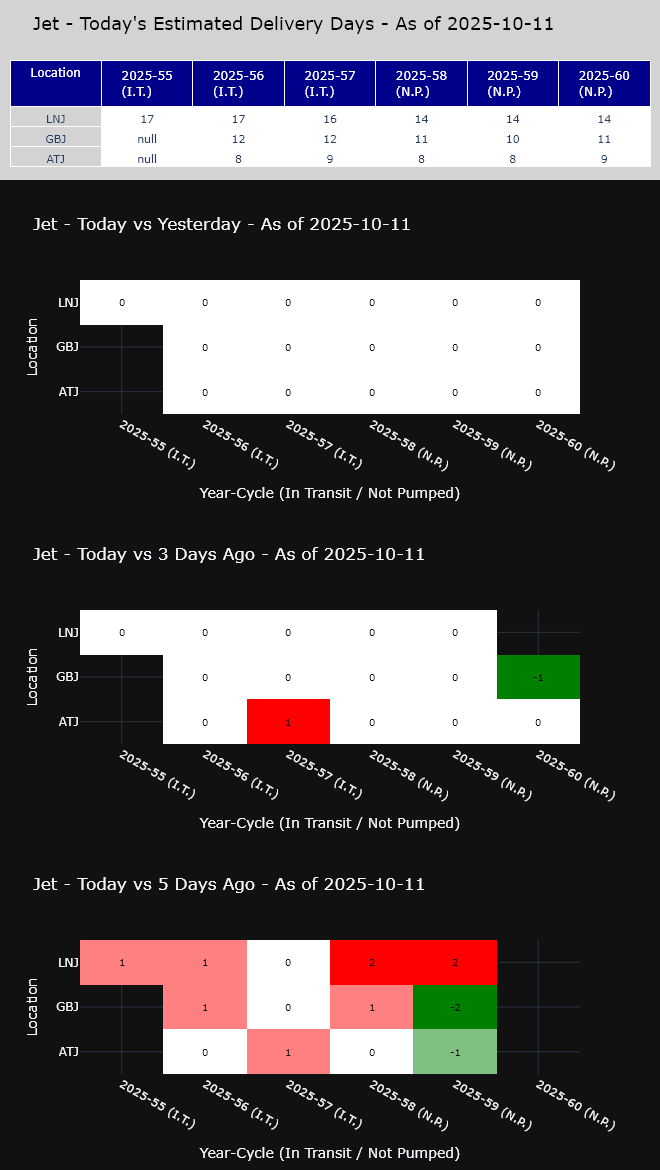 Jet - Today's Estimated Delivery Days - As of 2025-10-11
Location 2025-55 (I.T.) 2025-56 (I.T.) 2025-57 (I.T.) 2025-58 (N.P.) 2025-59 (N.P.) 2025-60 (N.P.)
LNJ 17 17 16 14 14 14
GBJ null 12 12 11 10 11
ATJ null 8 9 8 8 9
Jet - Today vs Yesterday - As of 2025-10-11
Location
LNJ 0 0 0 0 0 0
GBJ 0 0 0 0 0
ATJ 0 0 0 0 0
2025-55 (I.T.) 2025-56 (I.T.) 2025-57 (I.T.) 2025-58 (N.P.) 2025-59 (N.P.) 2025-60 (N.P.)
Year-Cycle (In Transit / Not Pumped)
Jet - Today vs 3 Days Ago - As of 2025-10-11
Location
LNJ 0 0 0 0 0
GBJ 0 0 0 0 -1
ATJ 0 1 0 0 0
2025-55 (I.T.) 2025-56 (I.T.) 2025-57 (I.T.) 2025-58 (N.P.) 2025-59 (N.P.) 2025-60 (N.P.)
Year-Cycle (In Transit / Not Pumped)
Jet - Today vs 5 Days Ago - As of 2025-10-11
Location
LNJ 1 1 0 2 2
GBJ 1 0 1 -2
ATJ 0 1 0 -1
2025-55 (I.T.) 2025-56 (I.T.) 2025-57 (I.T.) 2025-58 (N.P.) 2025-59 (N.P.) 2025-60 (N.P.)
Year-Cycle (In Transit / Not Pumped)